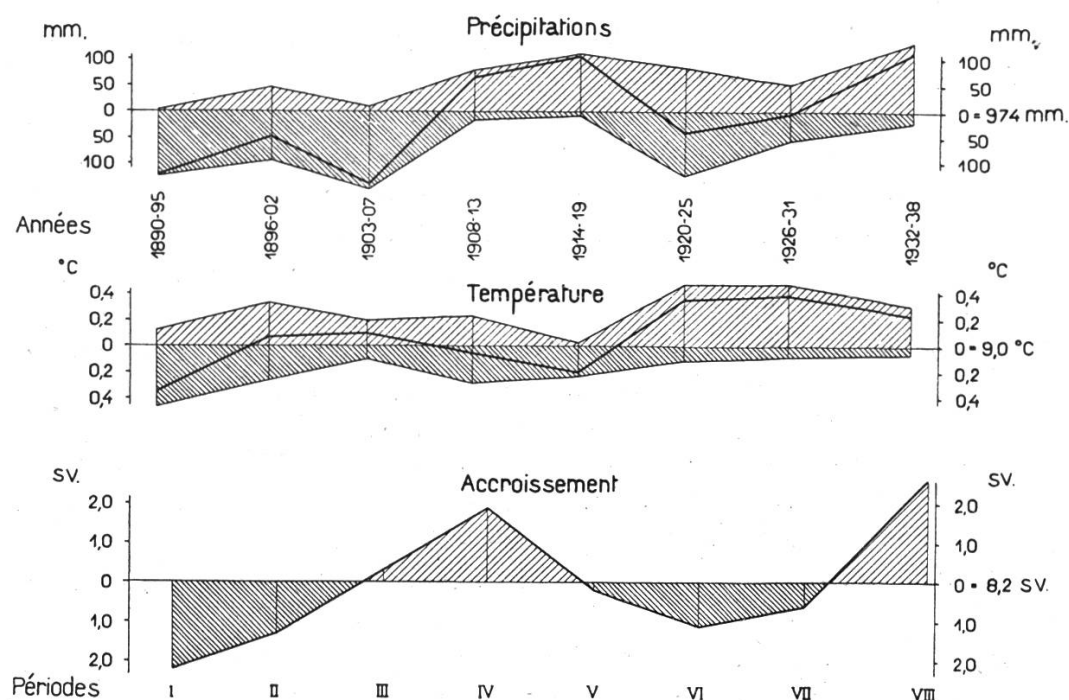 Précipitations
mm. mm.
100 100
50 50
0 0 = 974 mm.
50 50
100 100
Années 1890-95 1896-02 1903-07 1908-13 1914-19 1920-25 1926-31 1932-38
°C °C
Température
0,4 0,4
0,2 0,2
0 0 = 9,0 °C
0,2 0,2
0,4 0,4
SV. SV.
Accroissement
2,0 2,0
1,0 1,0
0 0 = 8,2 SV.
1,0 1,0
2,0 2,0
Périodes I II III IV V VI VII VIII